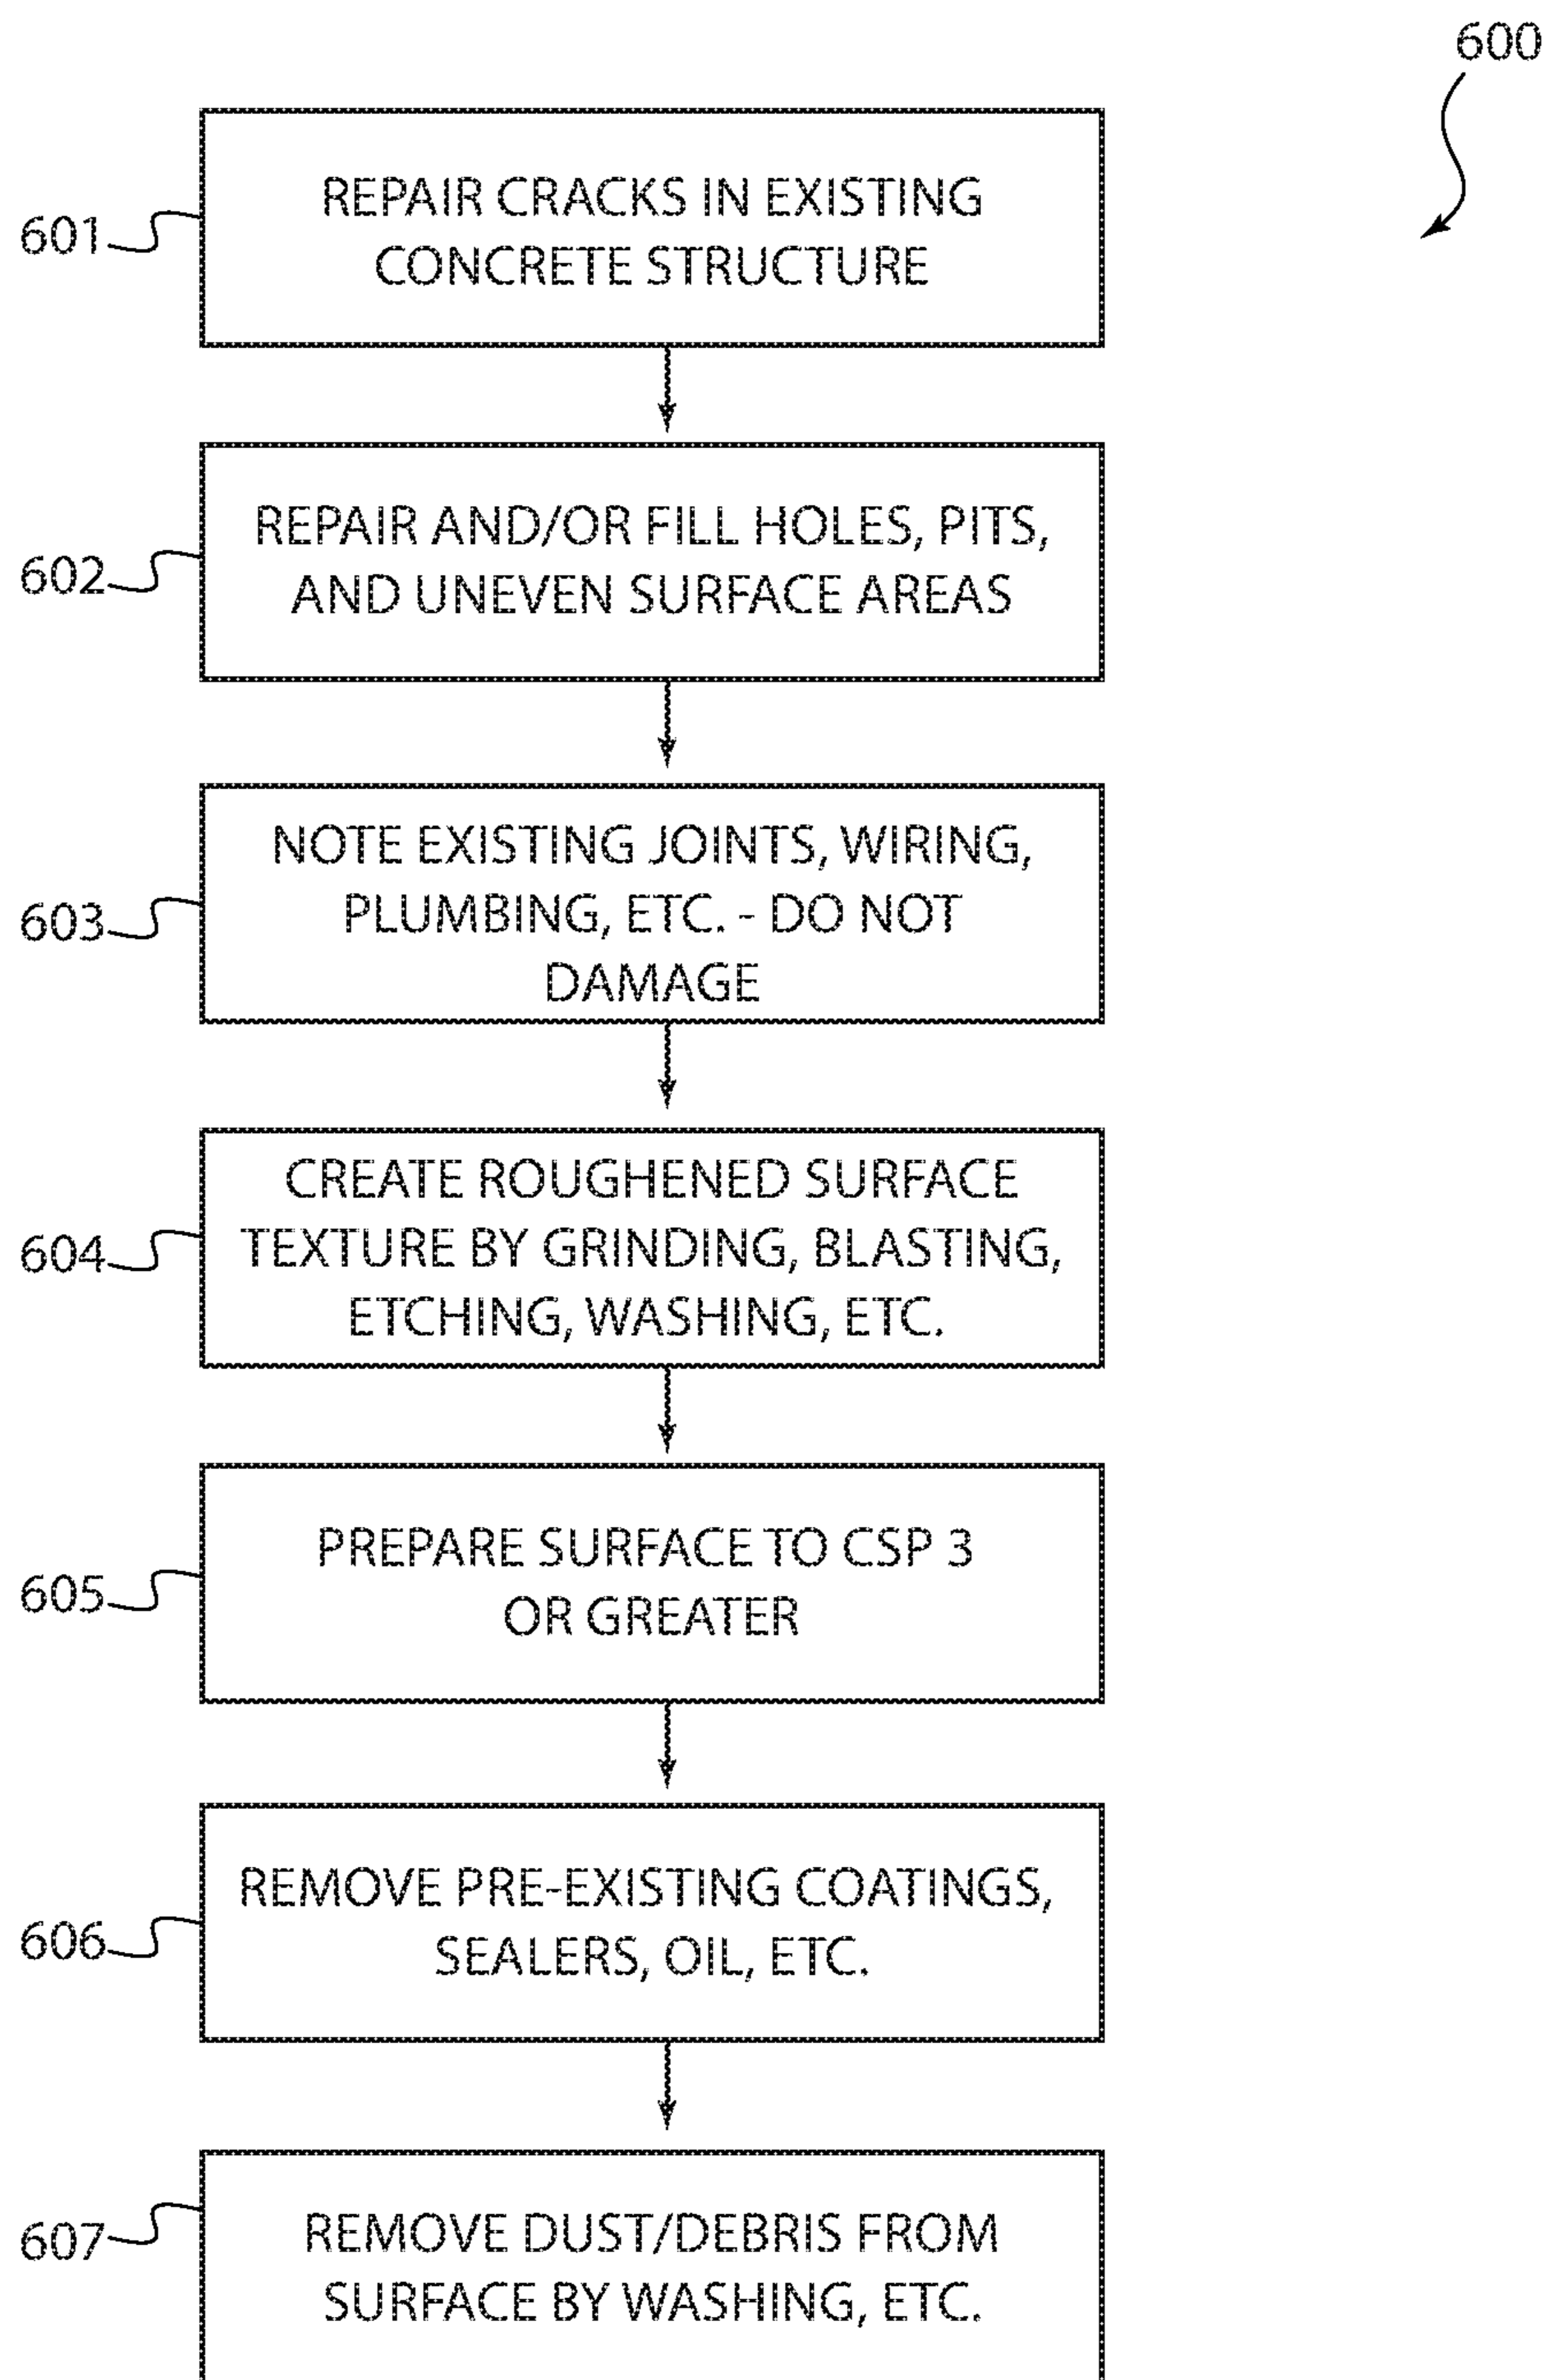 600
601
REPAIR CRACKS IN EXISTING
CONCRETE STRUCTURE
602
REPAIR AND/OR FILL HOLES, PITS,
AND UNEVEN SURFACE AREAS
603
NOTE EXISTING JOINTS, WIRING,
PLUMBING, ETC. - DO NOT
DAMAGE
604
CREATE ROUGHENED SURFACE
TEXTURE BY GRINDING, BLASTING,
ETCHING, WASHING, ETC.
605
PREPARE SURFACE TO CSP 3
OR GREATER
606
REMOVE PRE-EXISTING COATINGS,
SEALERS, OIL, ETC.
607
REMOVE DUST/DEBRIS FROM
SURFACE BY WASHING, ETC.